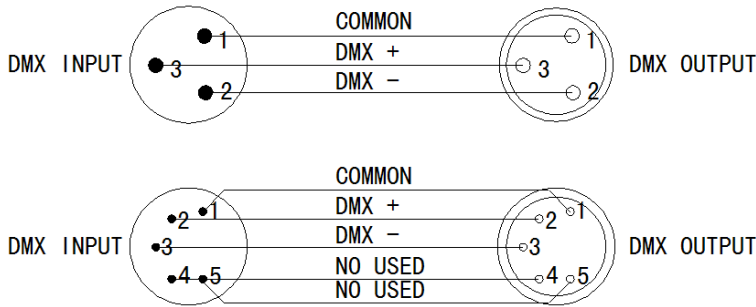 COMMON
1 1
DMX +
DMX INPUT 3 3 DMX OUTPUT
DMX -
2 2
COMMON
1 1
DMX +
2 2
DMX INPUT 3 DMX - 3 DMX OUTPUT
NO USED
4 5 4 5
NO USED